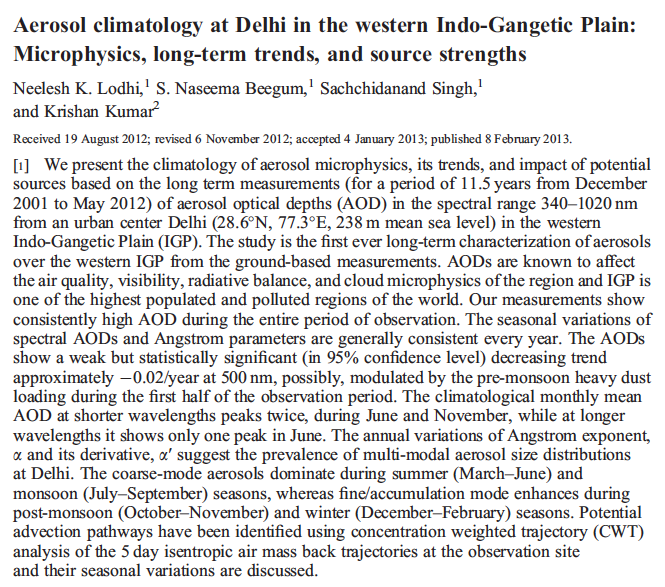 Aerosol climatology at Delhi in the western Indo-Gangetic Plain:
Microphysics, long-term trends, and source strengths
Neelesh K. Lodhi,¹ S. Naseema Beegum,¹ Sachchidanand Singh,¹
and Krishan Kumar²
Received 19 August 2012; revised 6 November 2012; accepted 4 January 2013; published 8 February 2013.
[1] We present the climatology of aerosol microphysics, its trends, and impact of potential
sources based on the long term measurements (for a period of 11.5 years from December
2001 to May 2012) of aerosol optical depths (AOD) in the spectral range 340–1020 nm
from an urban center Delhi (28.6°N, 77.3°E, 238 m mean sea level) in the western
Indo-Gangetic Plain (IGP). The study is the first ever long-term characterization of aerosols
over the western IGP from the ground-based measurements. AODs are known to affect
the air quality, visibility, radiative balance, and cloud microphysics of the region and IGP is
one of the highest populated and polluted regions of the world. Our measurements show
consistently high AOD during the entire period of observation. The seasonal variations of
spectral AODs and Angstrom parameters are generally consistent every year. The AODs
show a weak but statistically significant (in 95% confidence level) decreasing trend
approximately −0.02/year at 500 nm, possibly, modulated by the pre-monsoon heavy dust
loading during the first half of the observation period. The climatological monthly mean
AOD at shorter wavelengths peaks twice, during June and November, while at longer
wavelengths it shows only one peak in June. The annual variations of Angstrom exponent,
α and its derivative, α′ suggest the prevalence of multi-modal aerosol size distributions
at Delhi. The coarse-mode aerosols dominate during summer (March–June) and
monsoon (July–September) seasons, whereas fine/accumulation mode enhances during
post-monsoon (October–November) and winter (December–February) seasons. Potential
advection pathways have been identified using concentration weighted trajectory (CWT)
analysis of the 5 day isentropic air mass back trajectories at the observation site
and their seasonal variations are discussed.